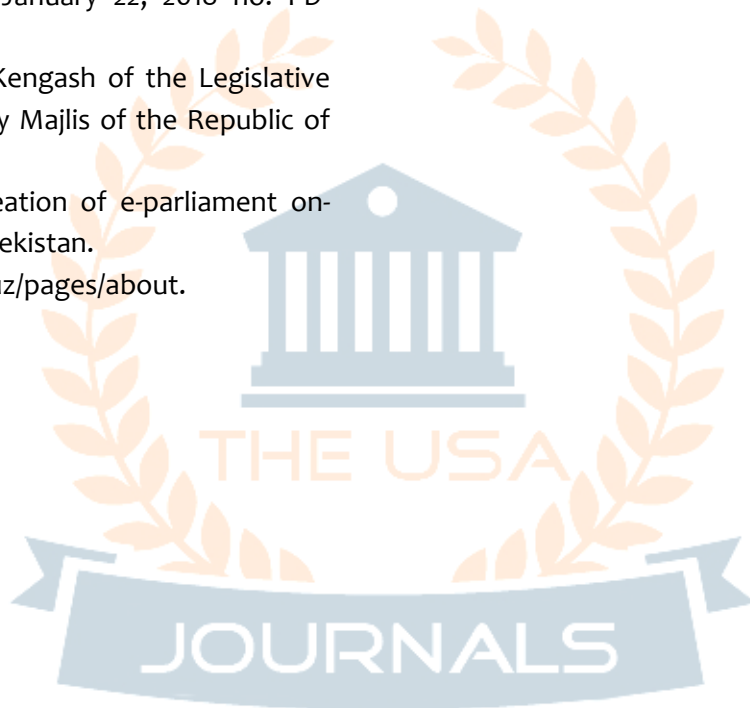 January 22, 2018 no. PD-
Kengash of the Legislative
y Majlis of the Republic of
eation of e-parliament on-
ekistan.
uz/pages/about.
THE USA
JOURNALS